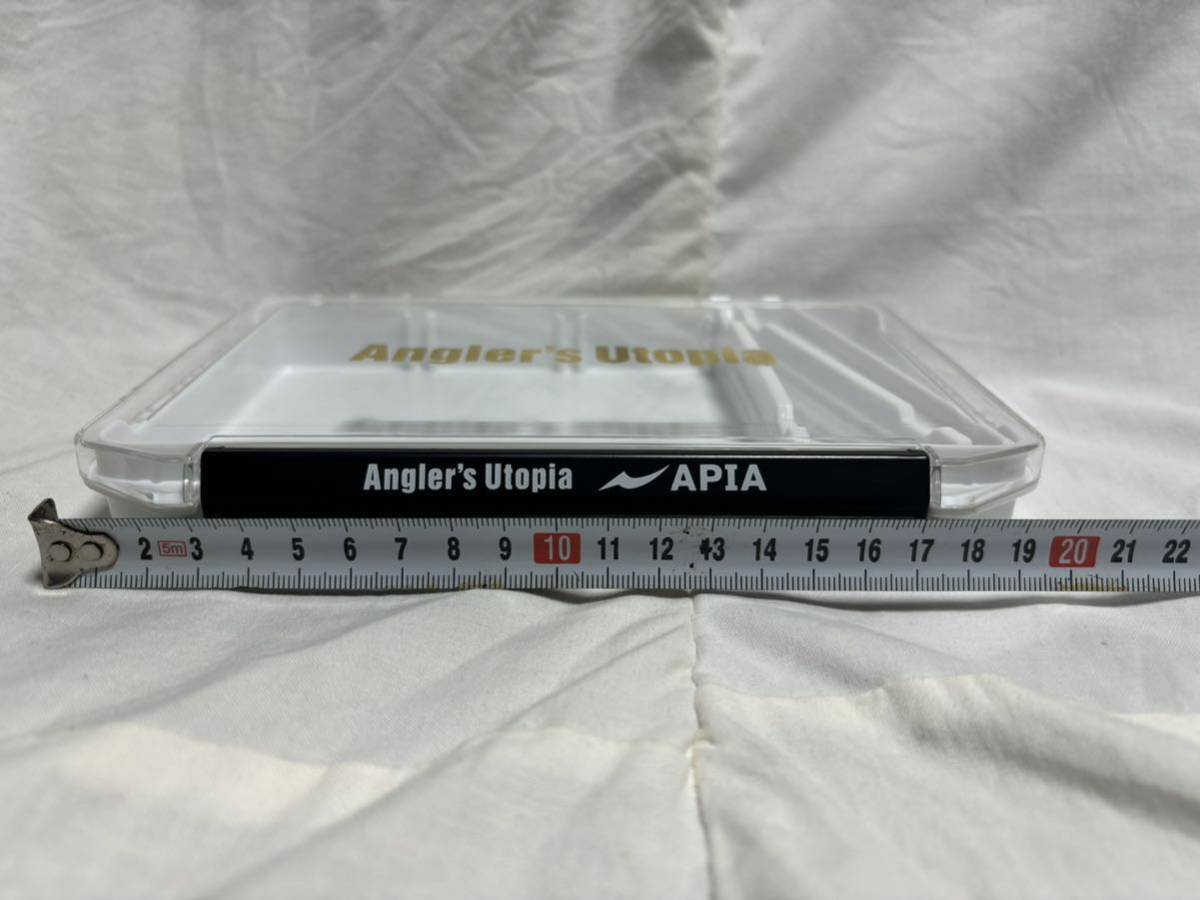 Angler's Utopia
Angler's Utopia APIA
2 5m 3 4 5 6 7 8 9 10 11 12 13 14 15 16 17 18 19 20 21 22